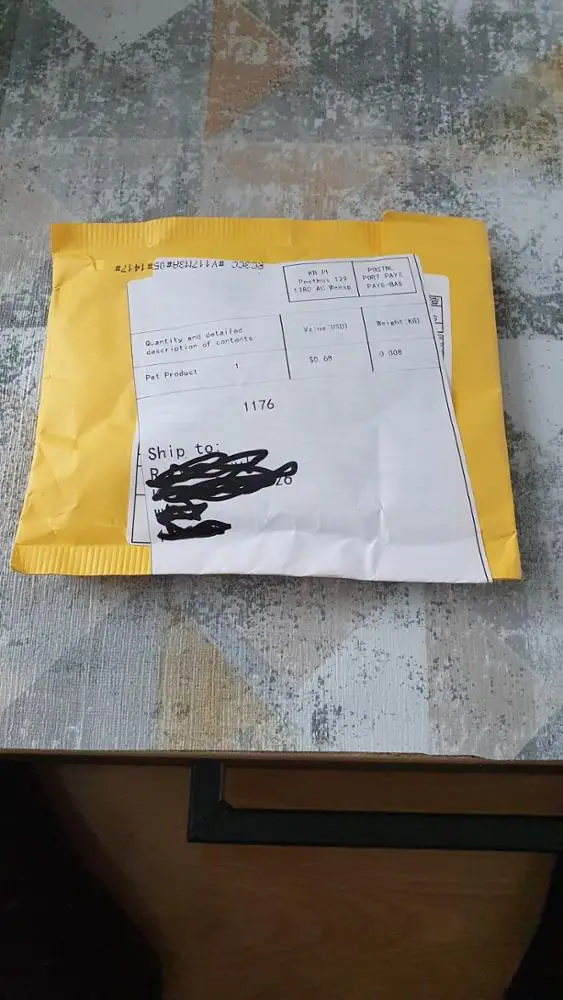 RB PI
Postbus 122
1380 AC Weesp
POSTNL
PORT PAYE
PAYS-BAS
Quantity and detailed
description of contents
Value(USD)
Weight(KG)
Pet Product 1
$0.68
0.008
1176
Ship to: